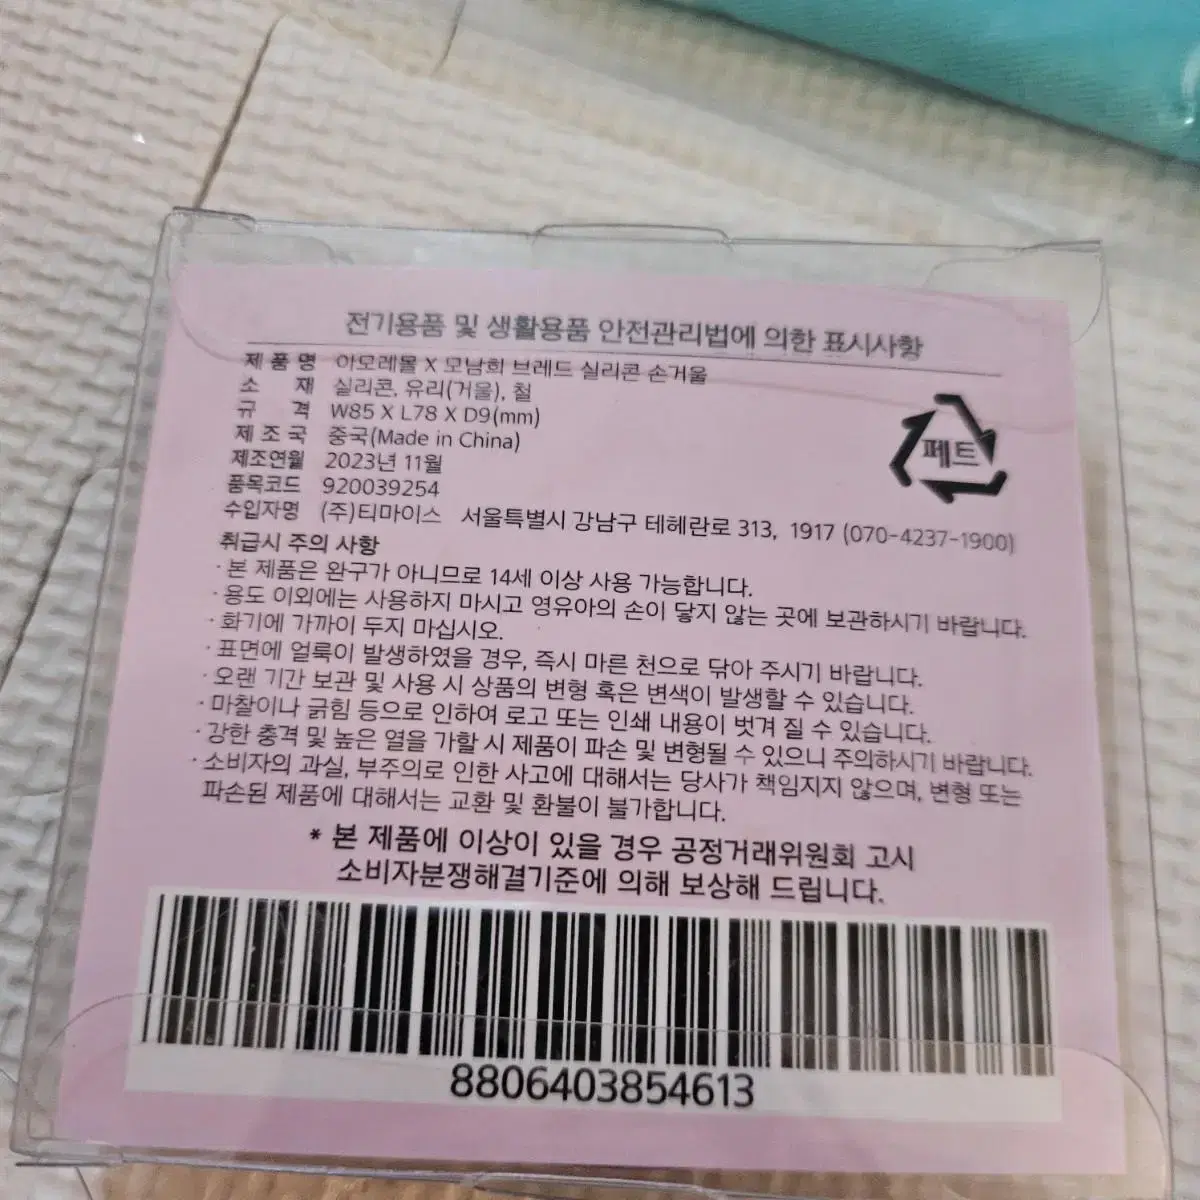 전기용품 및 생활용품 안전관리법에 의한 표시사항
제 품 명 아모레몰 X 모남희 브레드 실리콘 손거울
소 재 실리콘, 유리(거울), 철
규 격 W85 X L78 X D9(mm)
제 조 국 중국(Made in China)
제조연월 2023년 11월
품목코드 920039254
수입자명 (주)티마이스 서울특별시 강남구 테헤란로 313, 1917 (070-4237-1900)
페트
취급시 주의 사항
· 본 제품은 완구가 아니므로 14세 이상 사용 가능합니다.
· 용도 이외에는 사용하지 마시고 영유아의 손이 닿지 않는 곳에 보관하시기 바랍니다.
· 화기에 가까이 두지 마십시오.
· 표면에 얼룩이 발생하였을 경우, 즉시 마른 천으로 닦아 주시기 바랍니다.
· 오랜 기간 보관 및 사용 시 상품의 변형 혹은 변색이 발생할 수 있습니다.
· 마찰이나 긁힘 등으로 인하여 로고 또는 인쇄 내용이 벗겨 질 수 있습니다.
· 강한 충격 및 높은 열을 가할 시 제품이 파손 및 변형될 수 있으니 주의하시기 바랍니다.
· 소비자의 과실, 부주의로 인한 사고에 대해서는 당사가 책임지지 않으며, 변형 또는
파손된 제품에 대해서는 교환 및 환불이 불가합니다.
* 본 제품에 이상이 있을 경우 공정거래위원회 고시
소비자분쟁해결기준에 의해 보상해 드립니다.
8806403854613